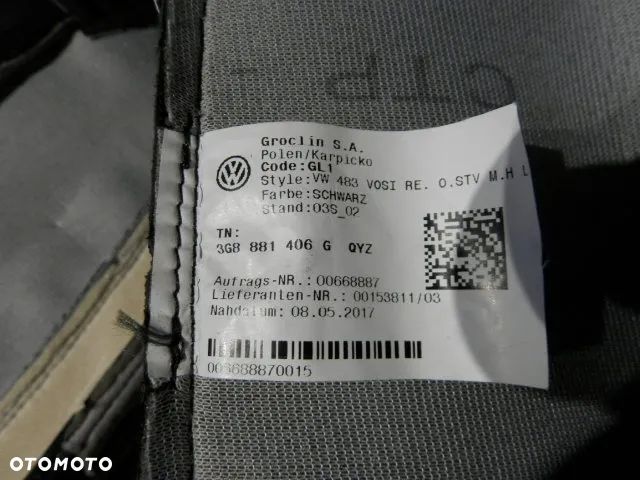 Groclin S.A.
Polen/Karpicko
Code:GL1
Style:VW 483 VOSI RE. O.STV M.H L
Farbe:SCHWARZ
Stand:03S_02
TN:
3G8 881 406 G QYZ
Aufrags-NR.:00668887
Lieferanten-NR.:00153811/03
Nahdatum: 08.05.2017
006688870015
OTOMOTO